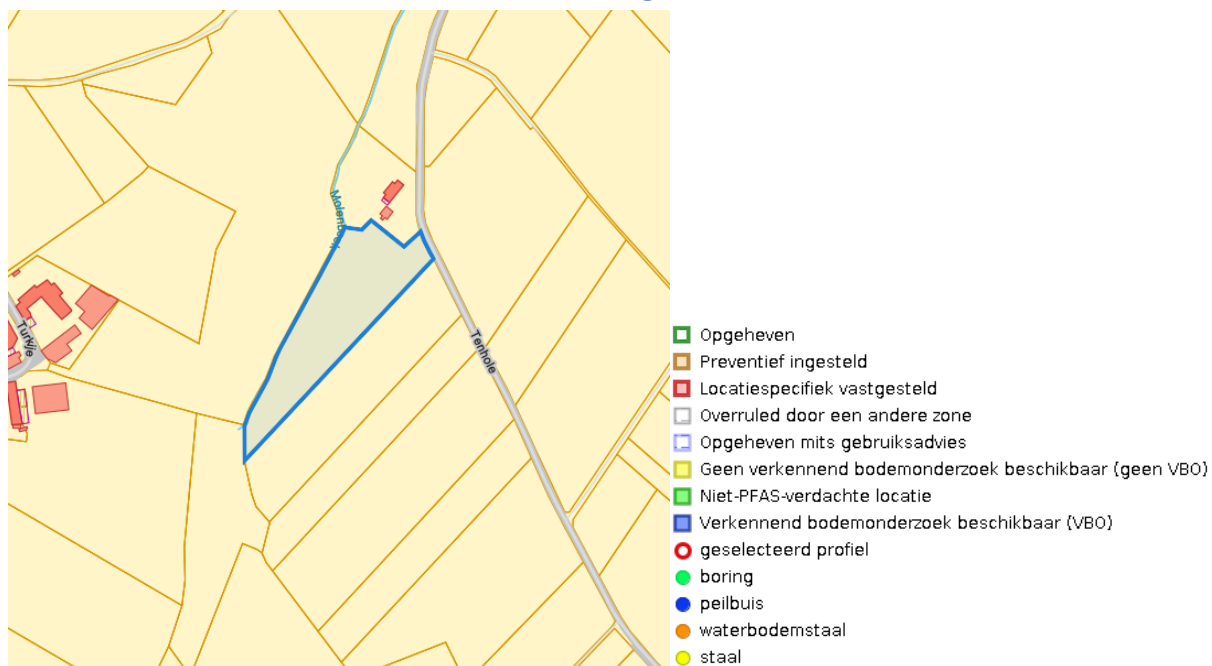 Molenbeek
Turkije
Tenhole
Opgeheven
Preventief ingesteld
Locatiespecifiek vastgesteld
Overruled door een andere zone
Opgeheven mits gebruiksadvies
Geen verkennend bodemonderzoek beschikbaar (geen VBO)
Niet-PFAS-verdachte locatie
Verkennend bodemonderzoek beschikbaar (VBO)
geselecteerd profiel
boring
peilbuis
waterbodemstaal
staal